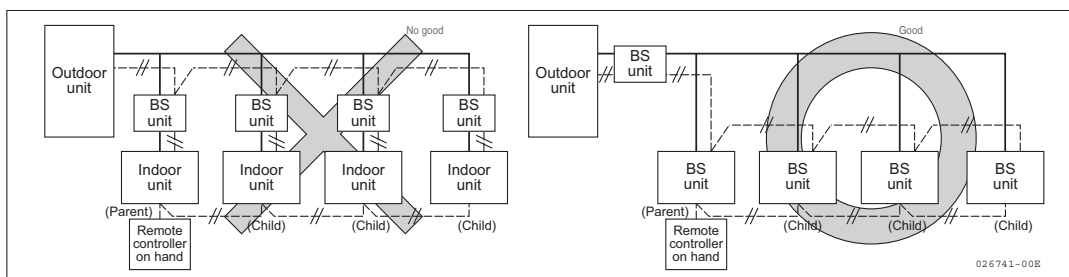 No good
Outdoor
unit
BS
unit
BS
unit
BS
unit
BS
unit
Indoor
unit
Indoor
unit
Indoor
unit
Indoor
unit
(Parent)
(Child)
(Child)
(Child)
Remote
controller
on hand
Good
Outdoor
unit
BS
unit
BS
unit
BS
unit
BS
unit
BS
unit
(Parent)
(Child)
(Child)
(Child)
Remote
controller
on hand
026741-00E